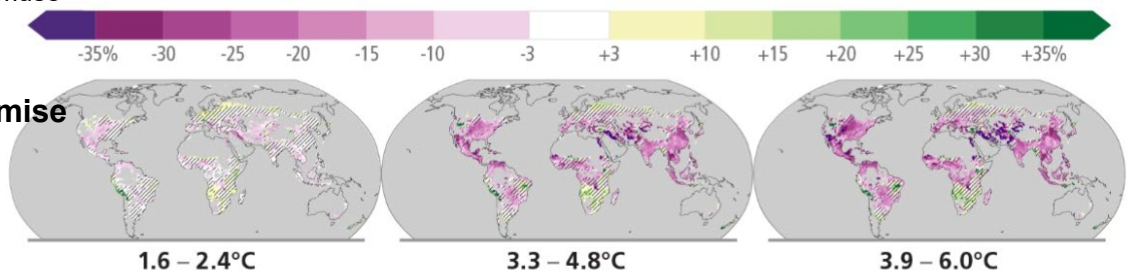 -35% -30 -25 -20 -15 -10 -3 +3 +10 +15 +20 +25 +30 +35%
mise
1.6 – 2.4°C 3.3 – 4.8°C 3.9 – 6.0°C